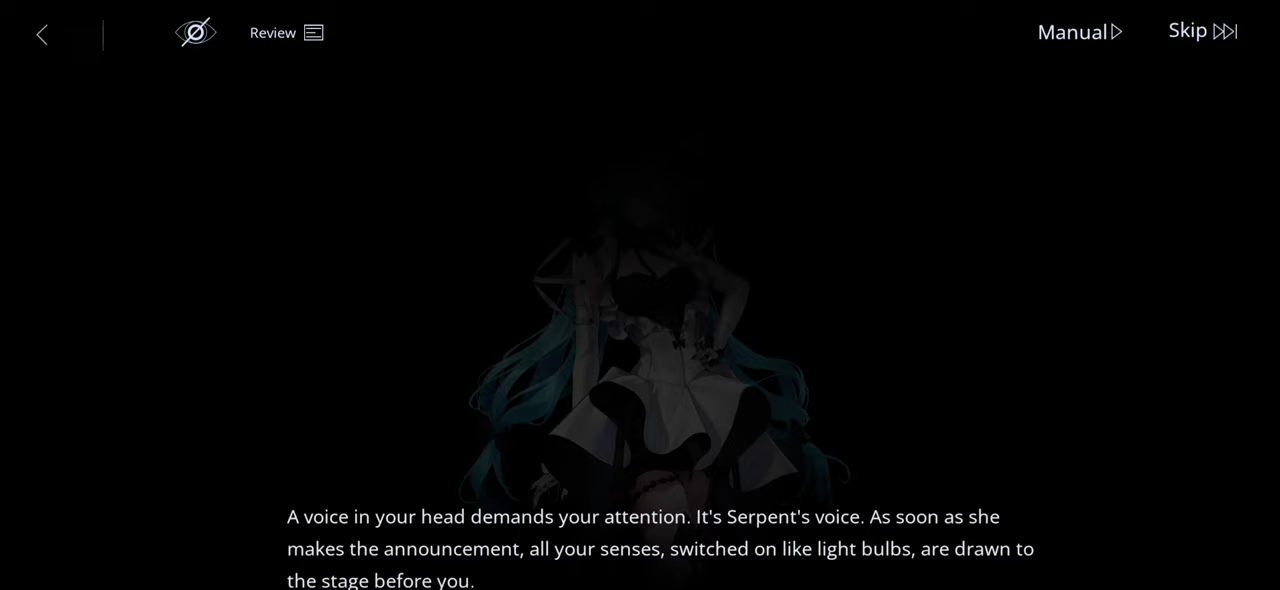 Review
Manual
Skip
A voice in your head demands your attention. It's Serpent's voice. As soon as she
makes the announcement, all your senses, switched on like light bulbs, are drawn to
the stage before you.